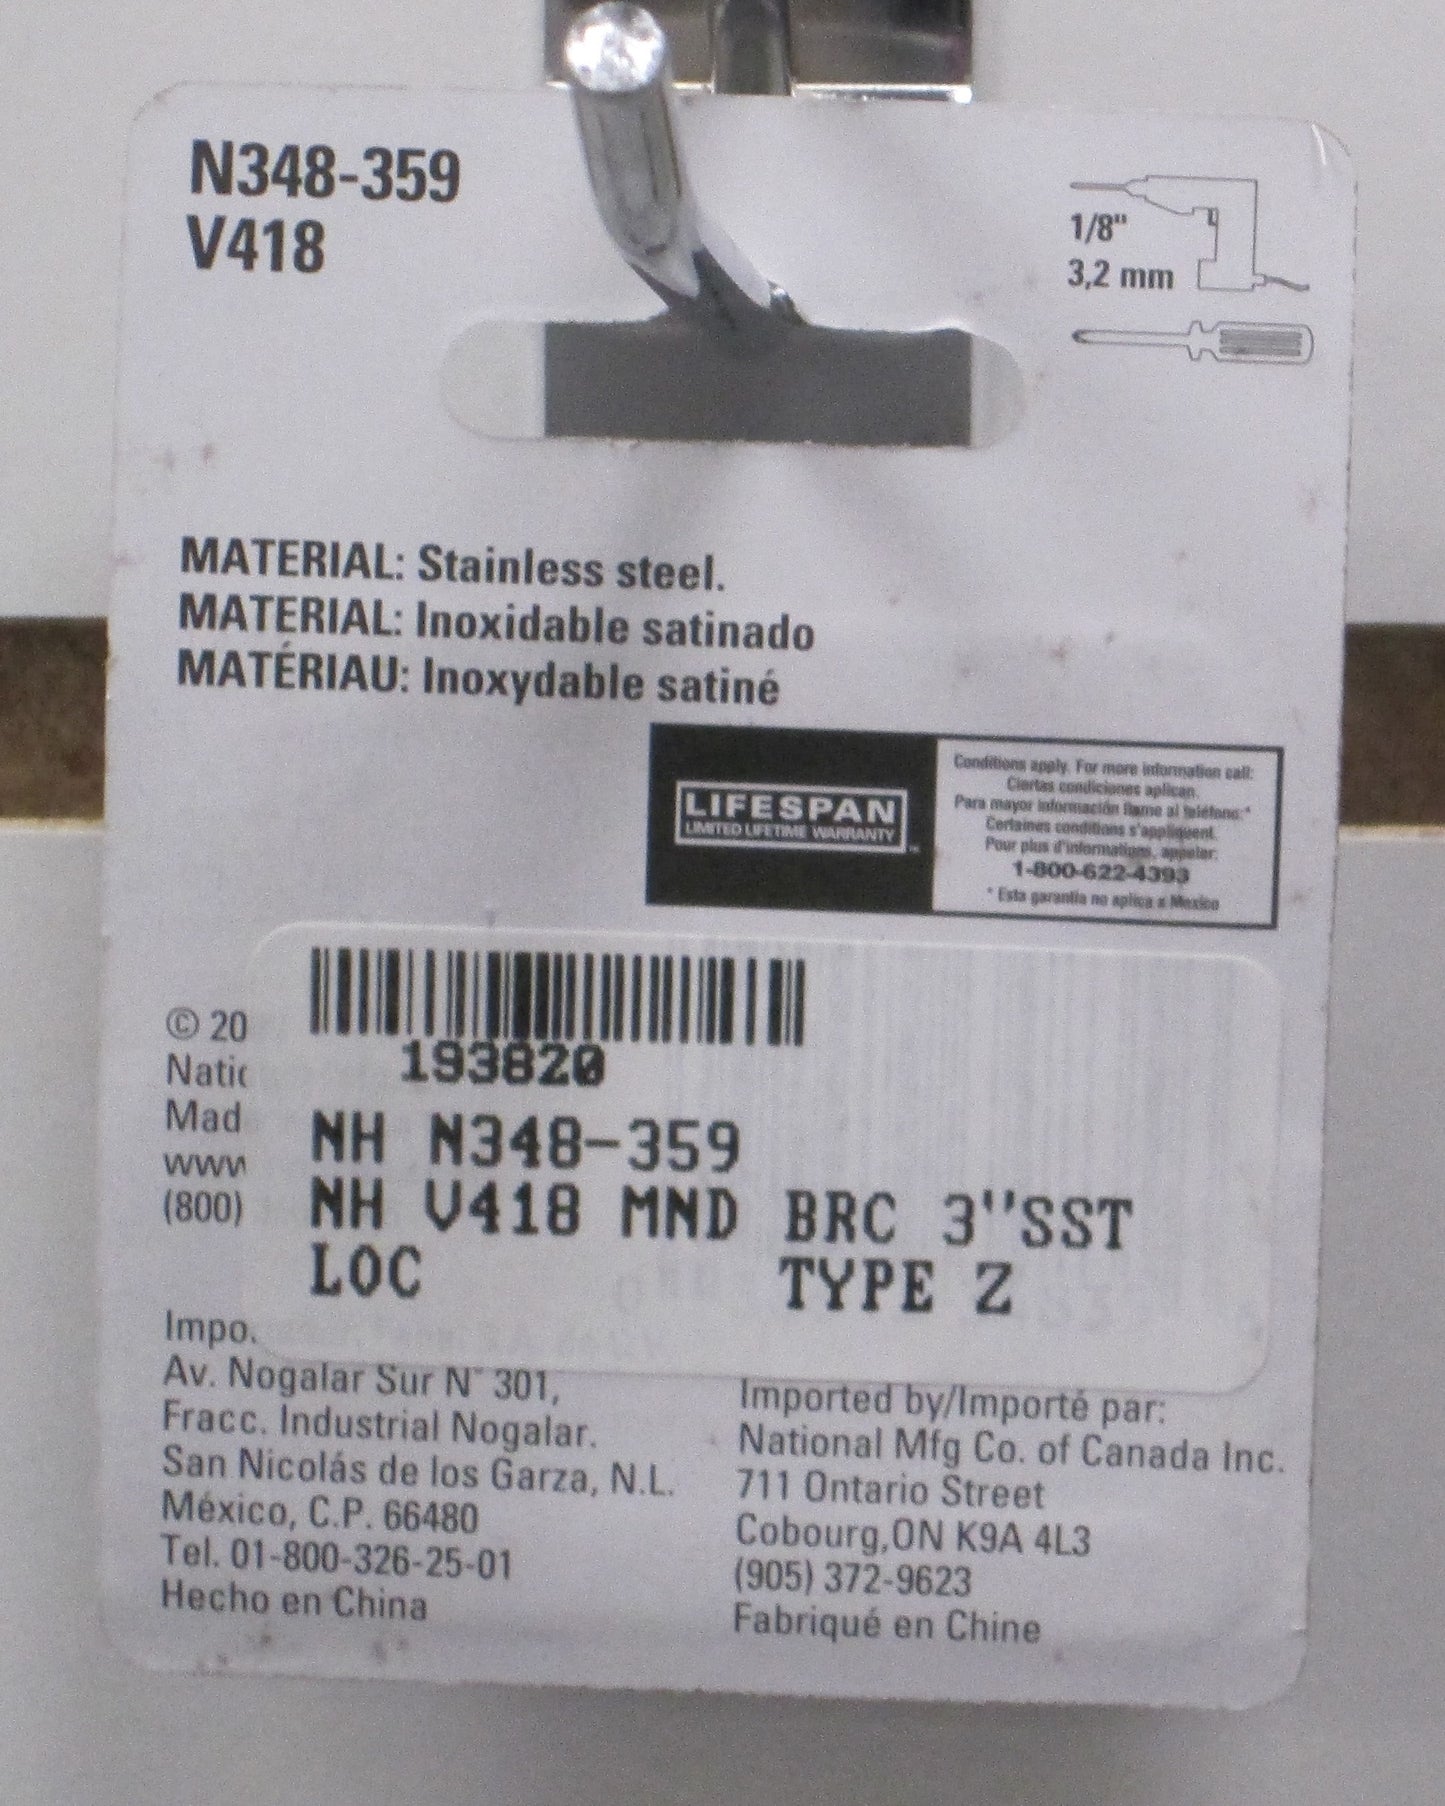 N348-359
V418
1/8"
3,2 mm
MATERIAL: Stainless steel.
MATERIAL: Inoxidable satinado
MATÉRIAU: Inoxydable satiné
LIFESPAN
LIMITED LIFETIME WARRANTY
Conditions apply. For more information call:
Ciertas condiciones aplican.
Para mayor información llame al teléfono:*
Certaines conditions s'appliquent.
Pour plus d'informations, appeler:
1-800-622-4393
* Esta garantía no aplica a Mexico
193820
NH N348-359
NH V418 MND BRC 3"SST
LOC TYPE Z
© 20
Natic
Mad
www
(800)
Impo.
Av. Nogalar Sur N° 301,
Fracc. Industrial Nogalar.
San Nicolás de los Garza, N.L.
México, C.P. 66480
Tel. 01-800-326-25-01
Hecho en China
Imported by/Importé par:
National Mfg Co. of Canada Inc.
711 Ontario Street
Cobourg,ON K9A 4L3
(905) 372-9623
Fabriqué en Chine